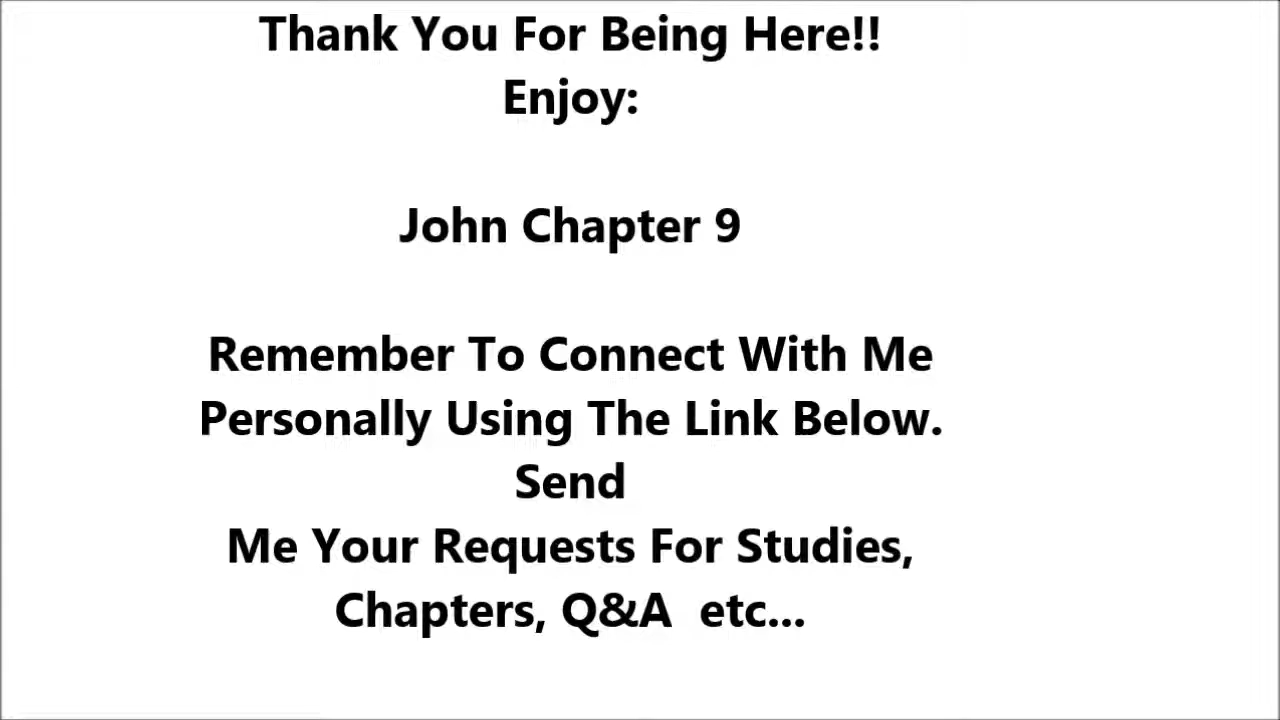 Thank You For Being Here!!
Enjoy:
John Chapter 9
Remember To Connect With Me
Personally Using The Link Below.
Send
Me Your Requests For Studies,
Chapters, Q&A  etc...